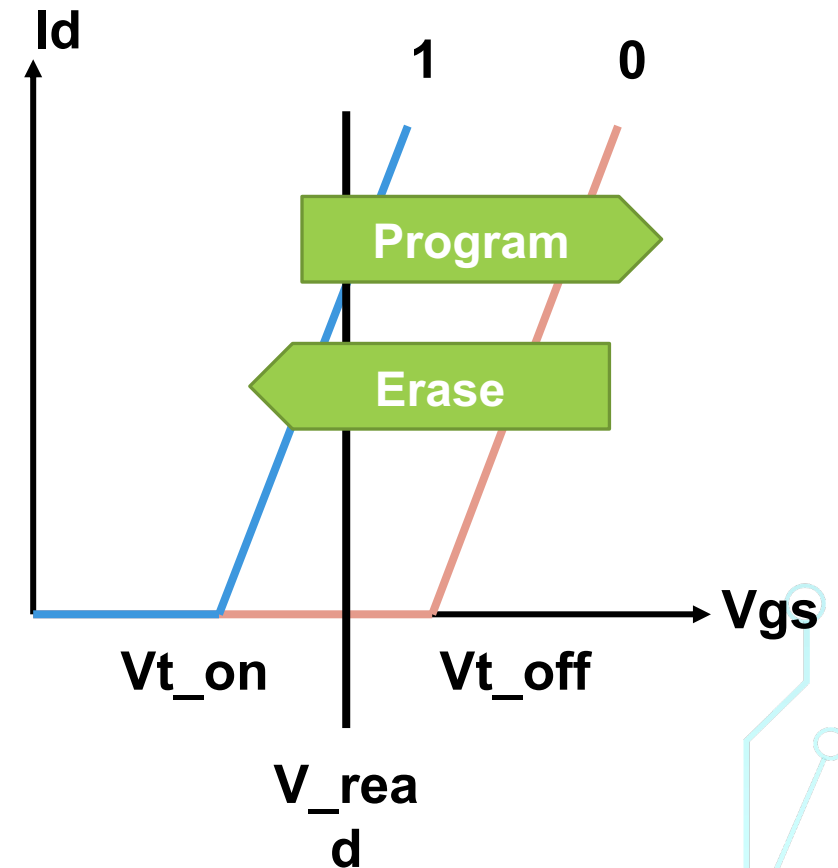 Id
1
0
Program
Erase
Vgs
Vt_on
Vt_off
V_rea
d